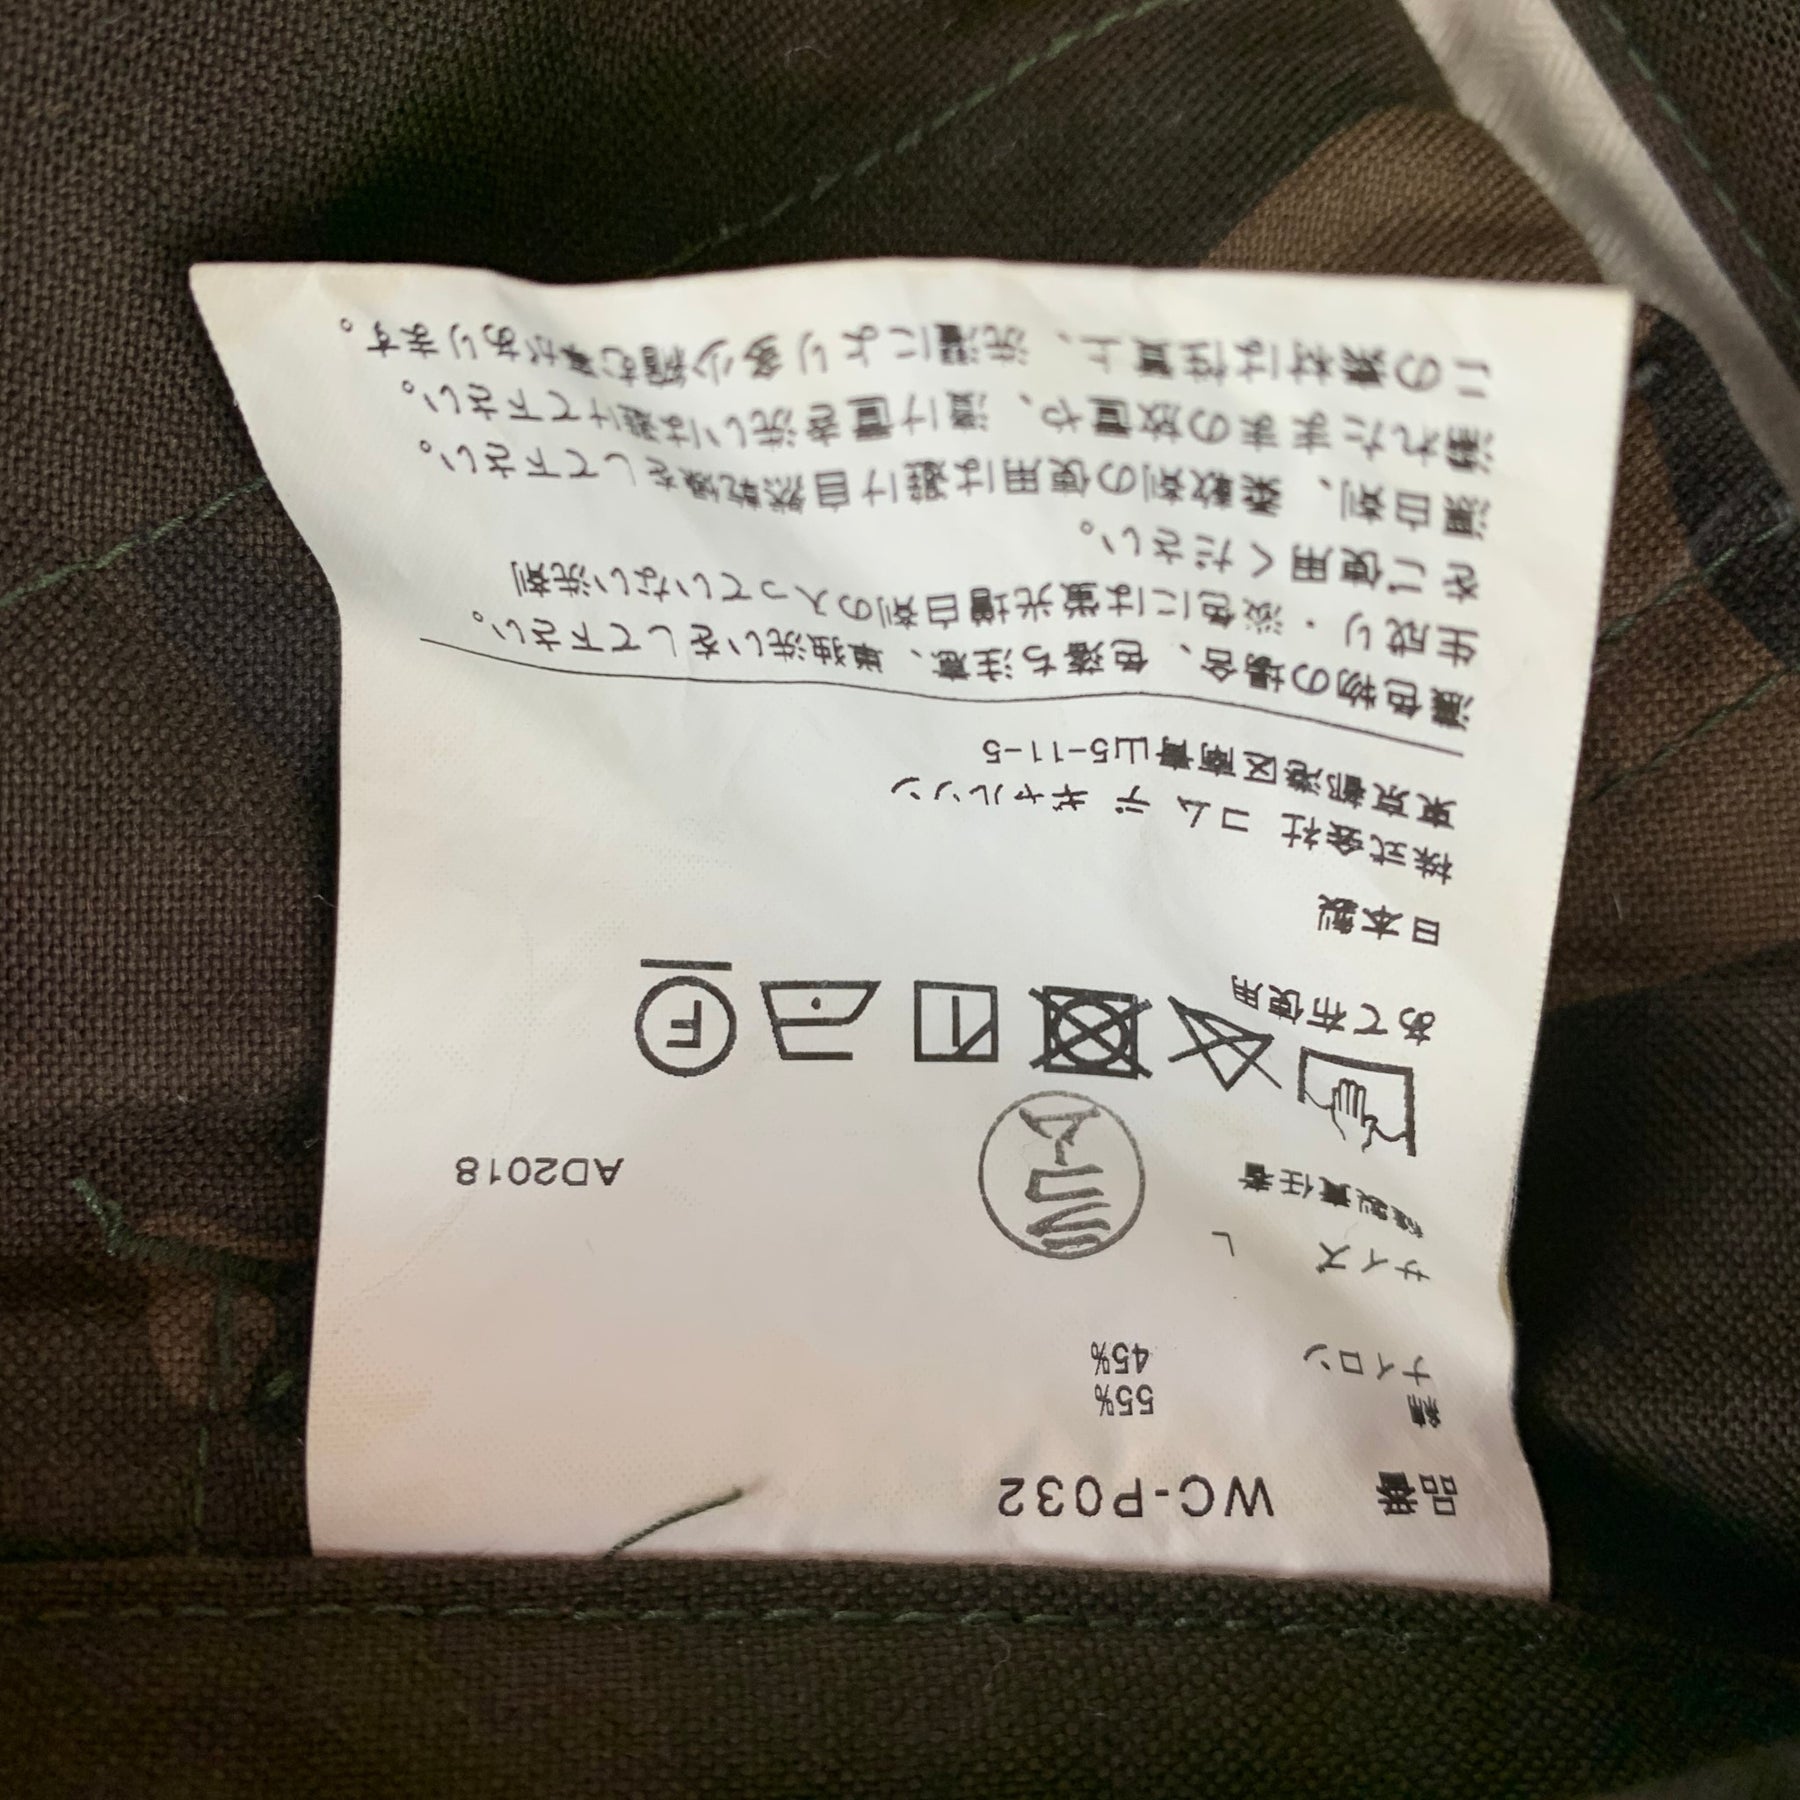 品番 WC-P032
綿 55%
ナイロン 45%
サイズ L
縫製責任者
AD2018
F
あて布使用
日本製
株式会社 コム デ ギャルソン
東京都港区南青山5-11-5
濃色物の場合、色落ち注意、単独洗いをして下さい。
生成り・淡色には蛍光増白剤の入っていない洗剤
をご使用ください。
漂白剤、柔軟剤の使用は避け自然乾燥をして下さい。
濡れたままの放置や、漬け置き洗いは避けて下さい。
この素材は性質上、洗濯により多少縮む事があります。